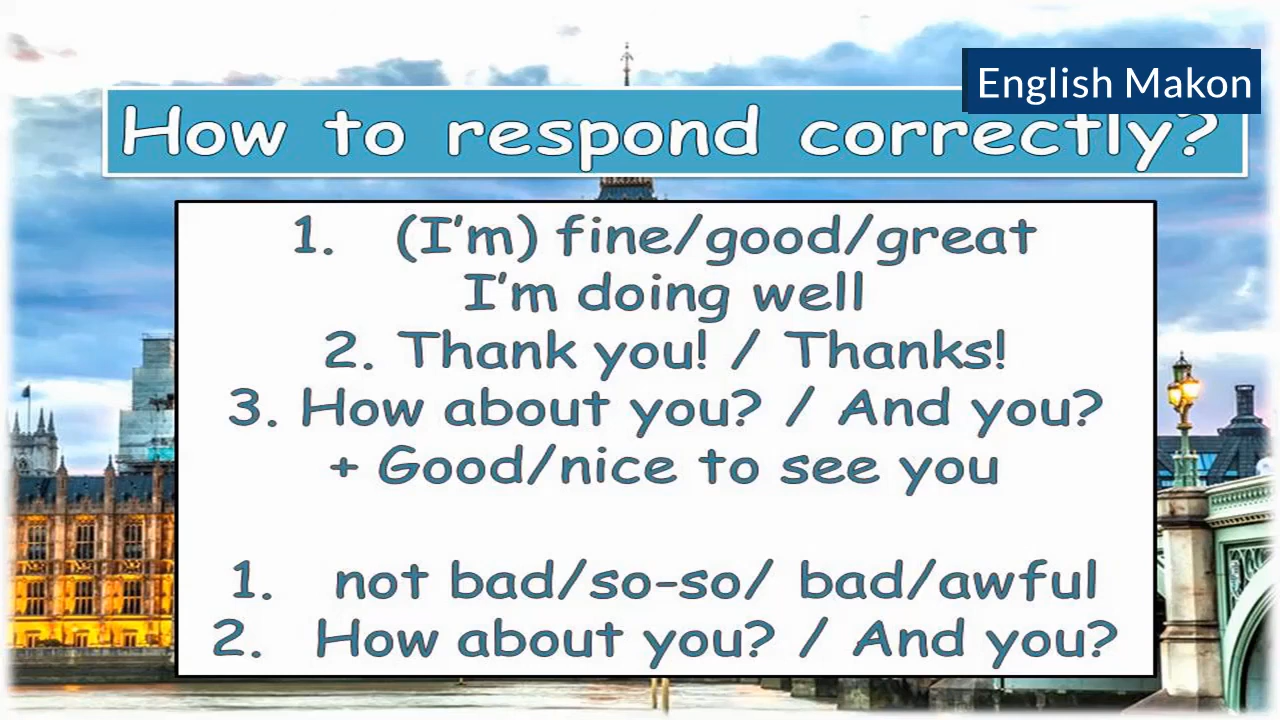 English Makon
How to respond correctly?
1. (I'm) fine/good/great
I'm doing well
2. Thank you! / Thanks!
3. How about you? / And you?
+ Good/nice to see you
1. not bad/so-so/ bad/awful
2. How about you? / And you?